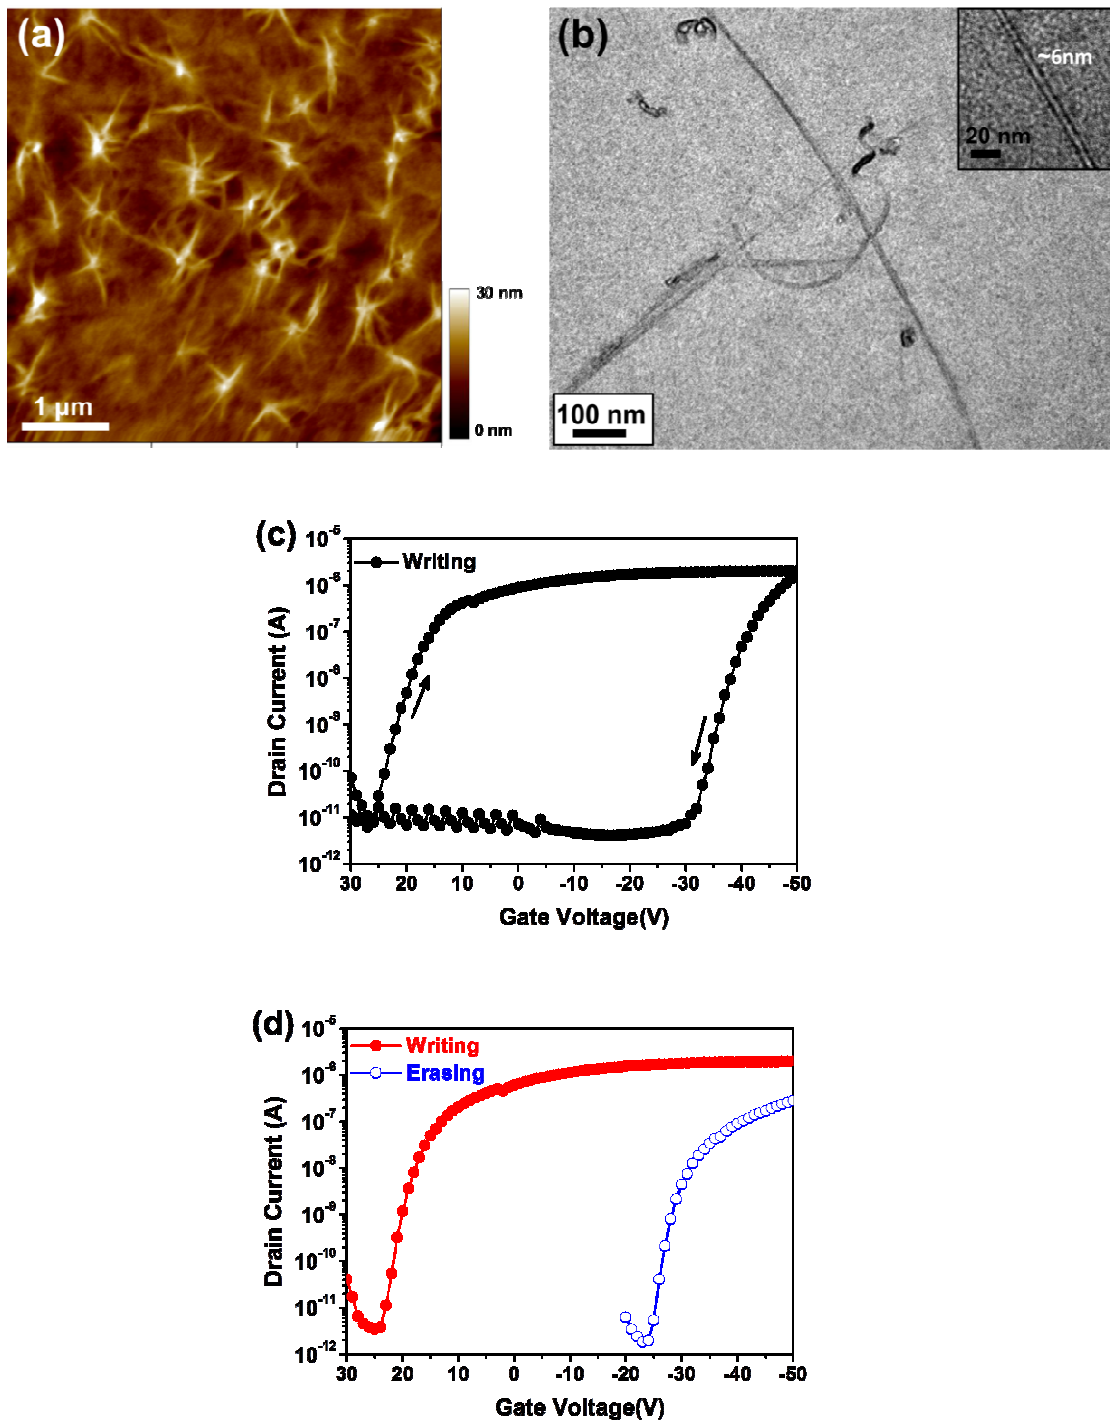 (a)
30 nm
0 nm
1 µm
(b)
~6nm
20 nm
100 nm
(c)
Writing
10^-5
10^-6
10^-7
10^-8
10^-9
10^-10
10^-11
10^-12
Drain Current (A)
30 20 10 0 -10 -20 -30 -40 -50
Gate Voltage(V)
(d)
Writing
Erasing
10^-5
10^-6
10^-7
10^-8
10^-9
10^-10
10^-11
10^-12
Drain Current (A)
30 20 10 0 -10 -20 -30 -40 -50
Gate Voltage(V)